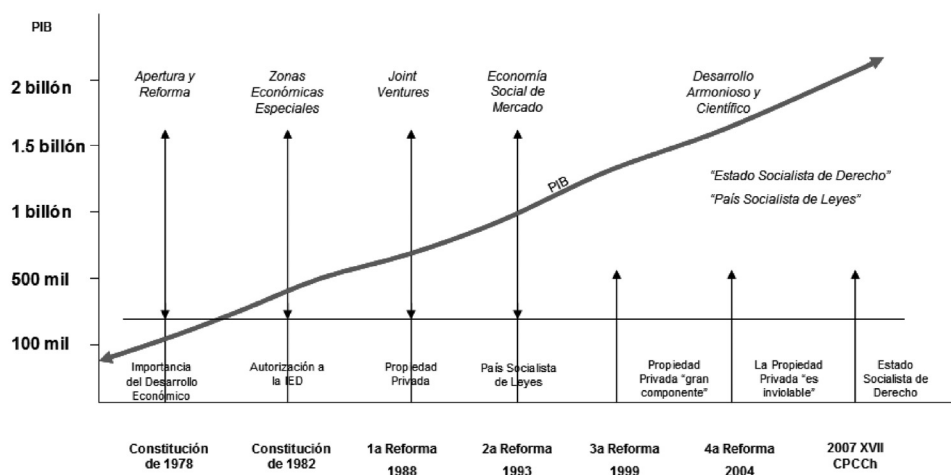 PIB
2 billón
1.5 billón
1 billón
500 mil
100 mil
Apertura y
Reforma
Zonas
Económicas
Especiales
Joint
Ventures
Economía
Social de
Mercado
Desarrollo
Armonioso y
Científico
PIB
“Estado Socialista de Derecho”
“País Socialista de Leyes”
Importancia
del Desarrollo
Económico
Autorización a
la IED
Propiedad
Privada
País Socialista
de Leyes
Propiedad
Privada “gran
componente”
La Propiedad
Privada “es
inviolable”
Estado
Socialista de
Derecho
Constitución
de 1978
Constitución
de 1982
1a Reforma
1988
2a Reforma
1993
3a Reforma
1999
4a Reforma
2004
2007 XVII
CPCCh